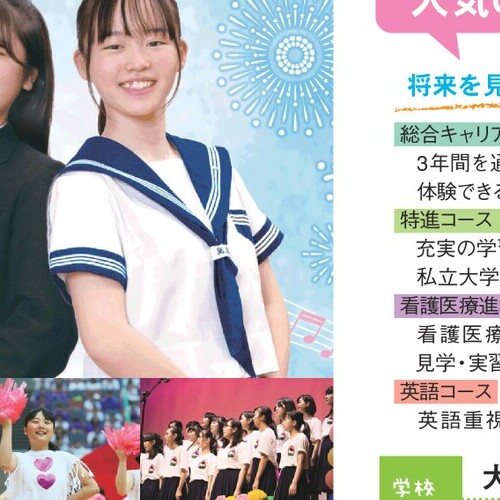 人気の
将来を見
総合キャリア
3年間を通
体験できる
特進コース
充実の学習
私立大学
看護医療進
看護医療
見学・実習
英語コース
英語重視
学校